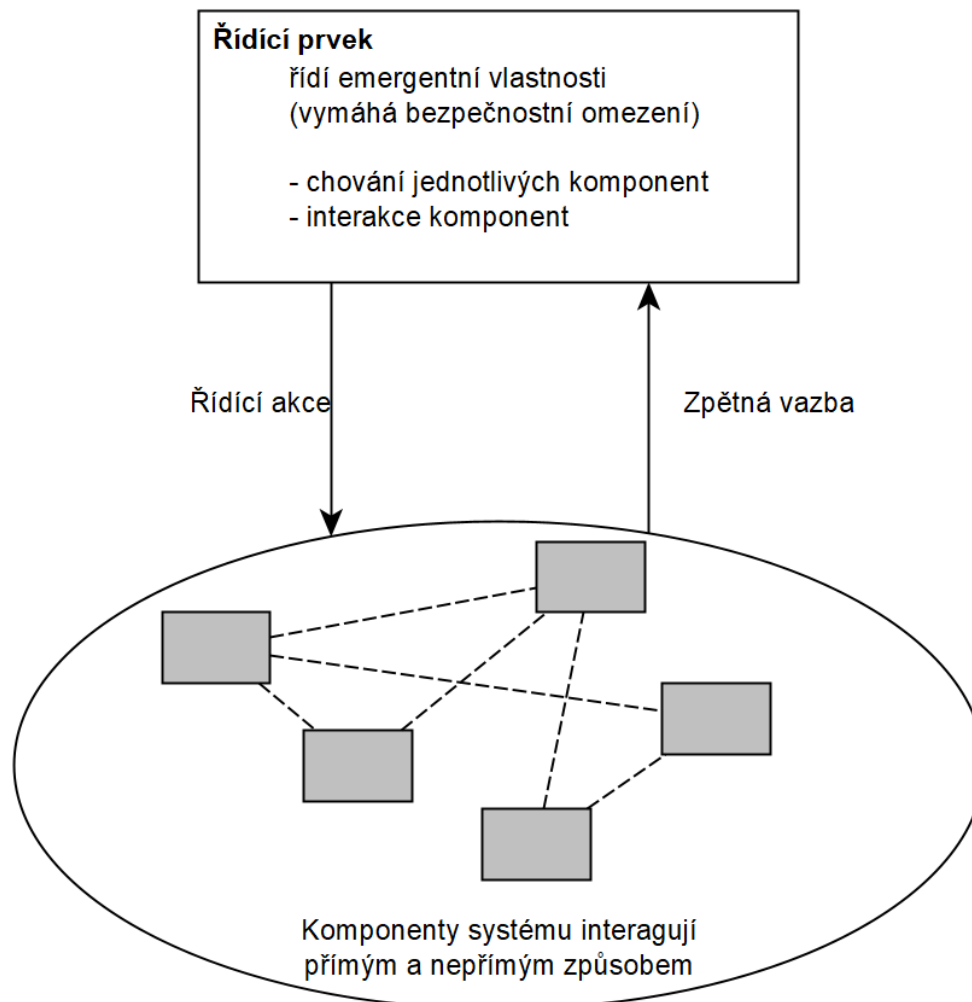 Řídící prvek
řídí emergentní vlastnosti
(vymáhá bezpečnostní omezení)
- chování jednotlivých komponent
- interakce komponent
Řídící akce
Zpětná vazba
Komponenty systému interagují
přímým a nepřímým způsobem